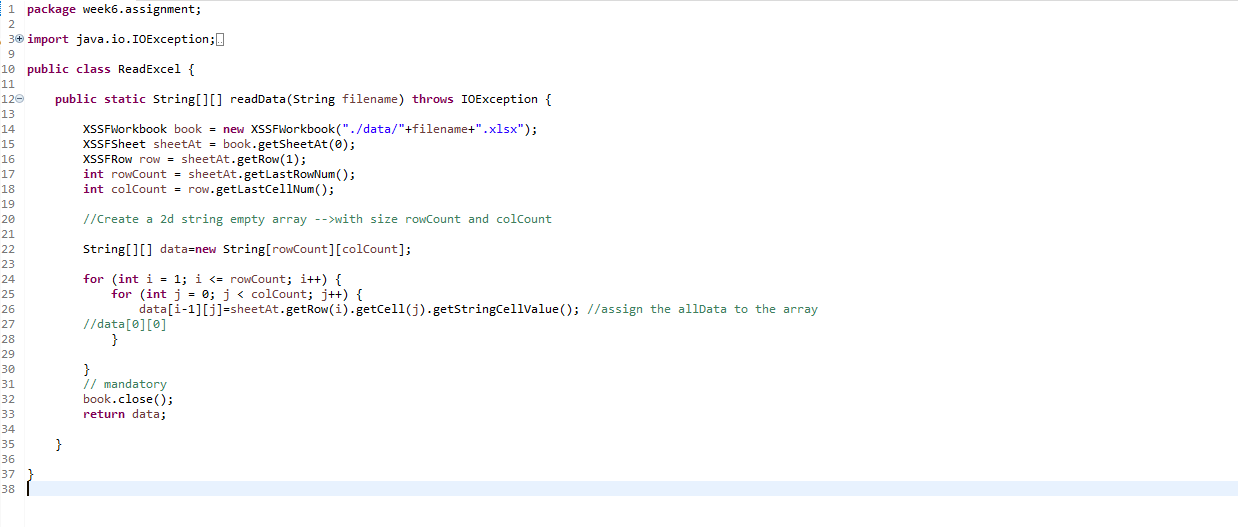 1 package week6.assignment;
2
3 import java.io.IOException;
9
10 public class ReadExcel {
11
12     public static String[][] readData(String filename) throws IOException {
13
14         XSSFWorkbook book = new XSSFWorkbook("./data/"+filename+".xlsx");
15         XSSFSheet sheetAt = book.getSheetAt(0);
16         XSSFRow row = sheetAt.getRow(1);
17         int rowCount = sheetAt.getLastRowNum();
18         int colCount = row.getLastCellNum();
19
20         //Create a 2d string empty array -->with size rowCount and colCount
21
22         String[][] data=new String[rowCount][colCount];
23
24         for (int i = 1; i <= rowCount; i++) {
25             for (int j = 0; j < colCount; j++) {
26                 data[i-1][j]=sheetAt.getRow(i).getCell(j).getStringCellValue(); //assign the allData to the array
27         //data[0][0]
28             }
29
30         }
31         // mandatory
32         book.close();
33         return data;
34
35     }
36
37 }
38